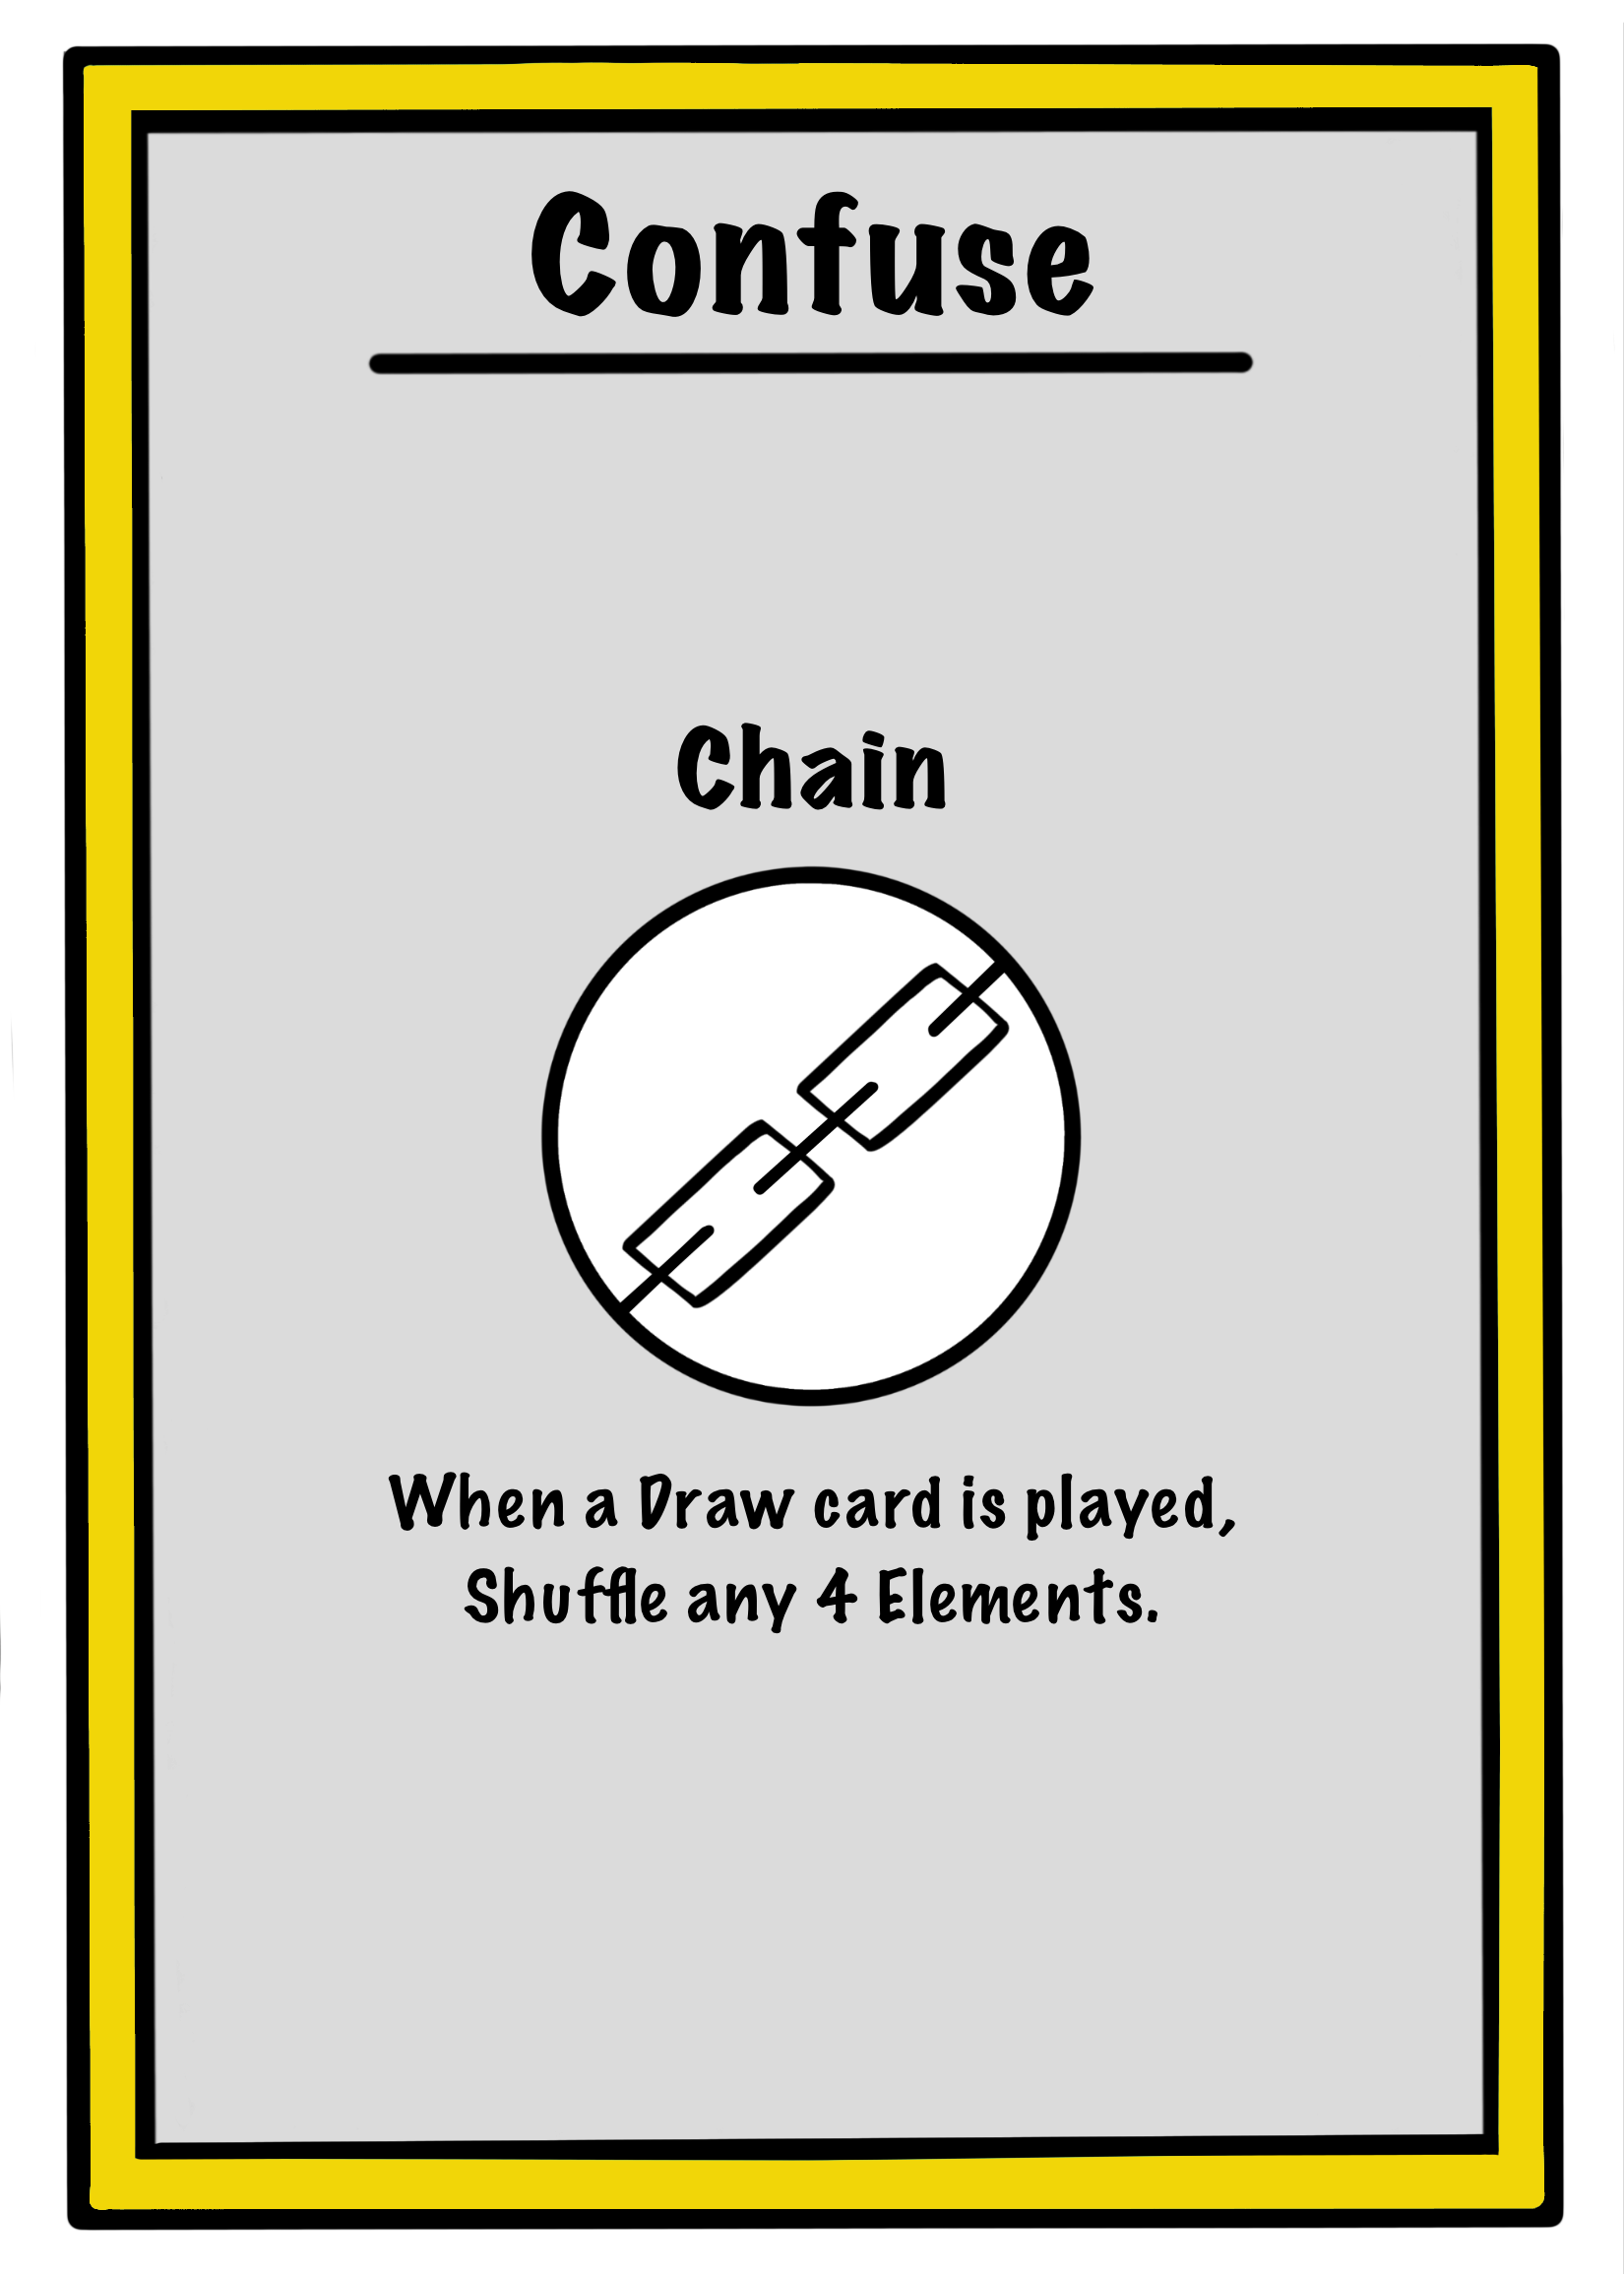 Confuse
Chain
When a Draw card is played,
Shuffle any 4 Elements.